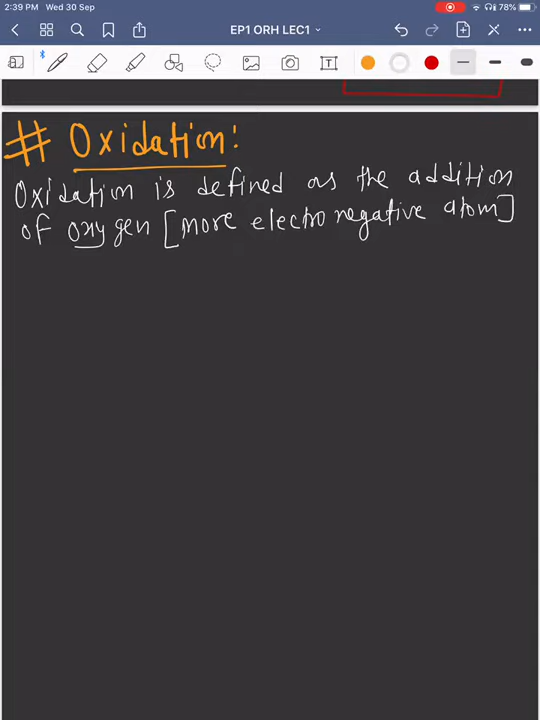 2:39 PM Wed 30 Sep
78%
EP1 ORH LEC1
T
# Oxidation:
Oxidation is defined as the addition
of oxygen [more electronegative atom]